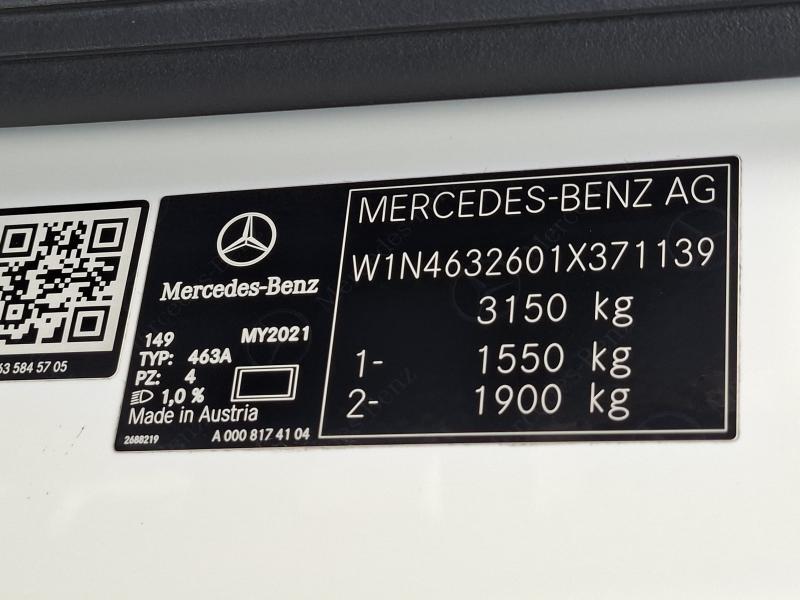 MERCEDES-BENZ AG
W1N4632601X371139
3150 kg
1- 1550 kg
2- 1900 kg
Mercedes-Benz
149 MY2021
TYP: 463A
PZ: 4
1,0 %
Made in Austria
2688219 A 000 817 41 04
63 584 57 05